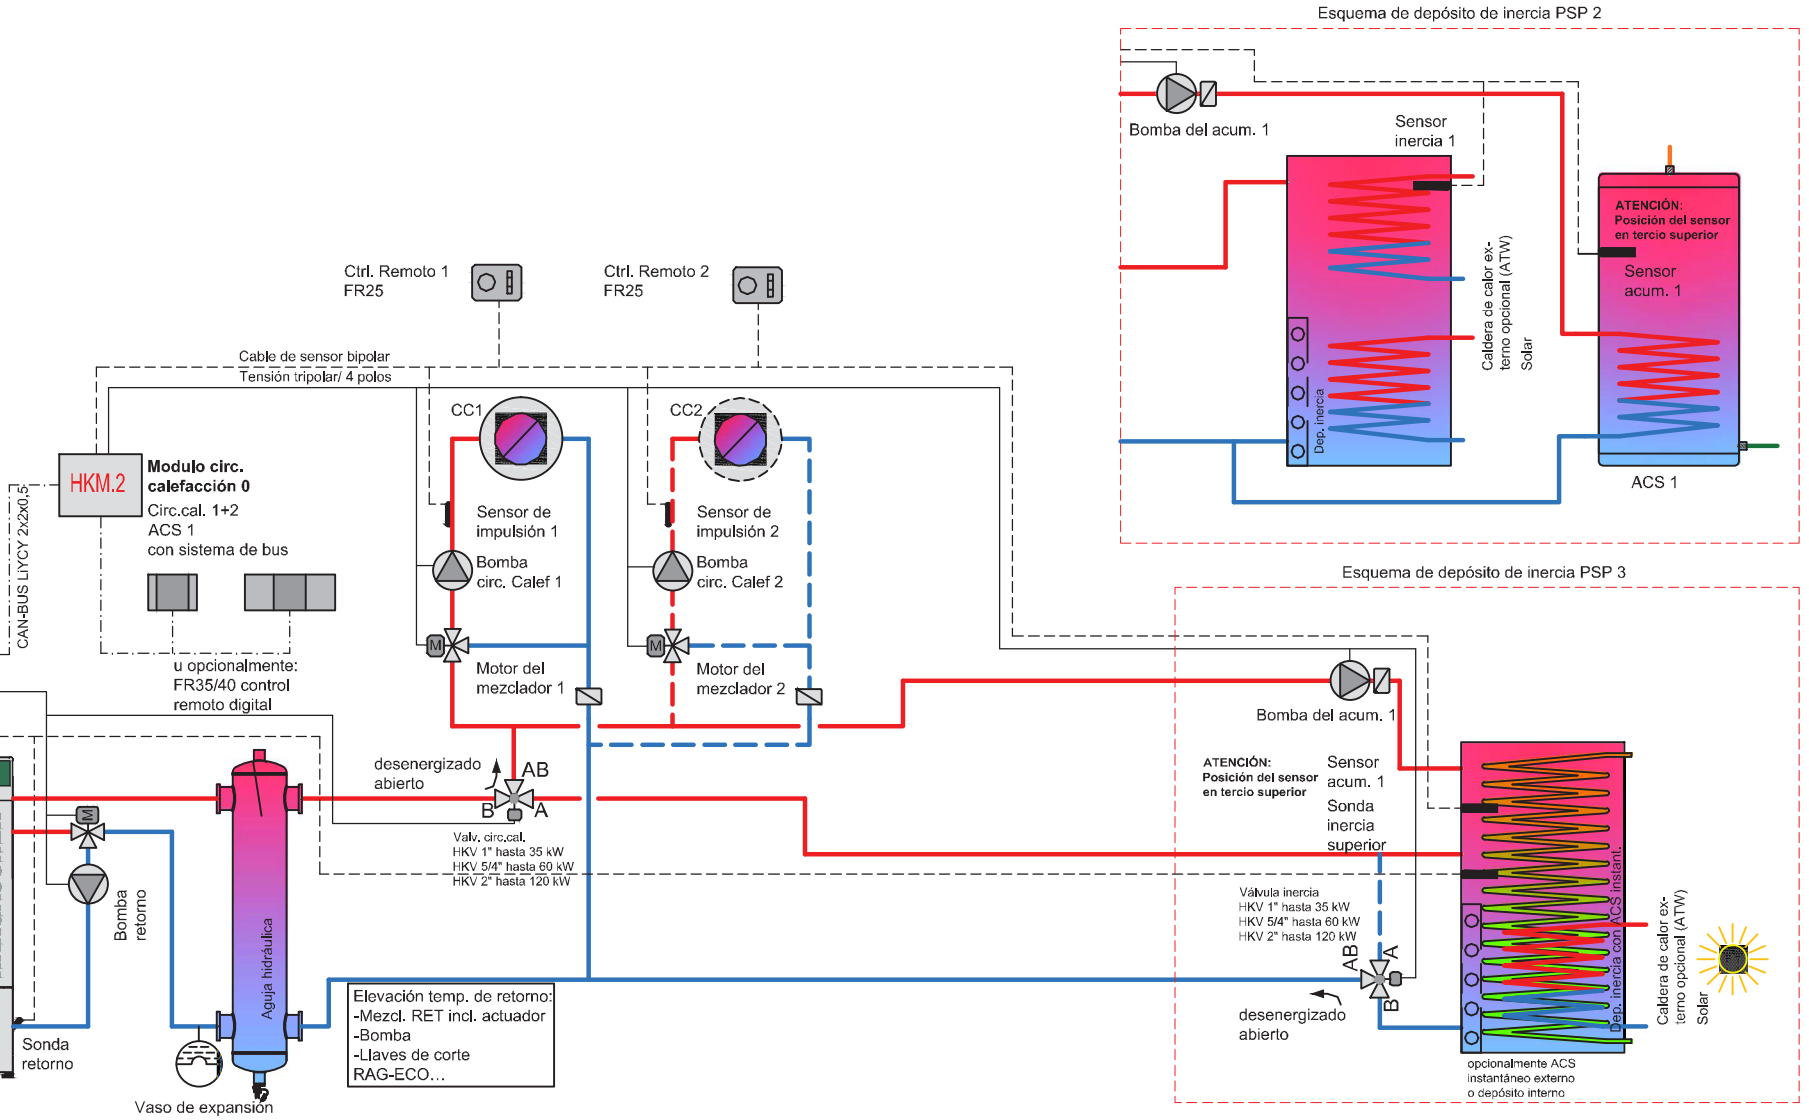 Esquema de depósito de inercia PSP 2
Bomba del acum. 1
Sensor
inercia 1
ATENCIÓN:
Posición del sensor
en tercio superior
Sensor
acum. 1
Caldera de calor ex-
terno opcional (ATW)
Solar
Dep. inercia
ACS 1
Ctrl. Remoto 1
FR25
Ctrl. Remoto 2
FR25
Cable de sensor bipolar
Tensión tripolar/ 4 polos
CC1
CC2
HKM.2
Modulo circ.
calefacción 0
Circ.cal. 1+2
ACS 1
con sistema de bus
CAN-BUS LiYCY 2x2x0,5
u opcionalmente:
FR35/40 control
remoto digital
Sensor de
impulsión 1
Bomba
circ. Calef 1
M
Motor del
mezclador 1
Sensor de
impulsión 2
Bomba
circ. Calef 2
M
Motor del
mezclador 2
Esquema de depósito de inercia PSP 3
Bomba del acum. 1
desenergizado
abierto
AB
B
A
Valv. circ.cal.
HKV 1" hasta 35 kW
HKV 5/4" hasta 60 kW
HKV 2" hasta 120 kW
M
Bomba
retorno
Aguja hidráulica
Sonda
retorno
Vaso de expansión
Elevación temp. de retorno:
-Mezcl. RET incl. actuador
-Bomba
-Llaves de corte
RAG-ECO...
ATENCIÓN:
Posición del sensor
en tercio superior
Sensor
acum. 1
Sonda
inercia
superior
Válvula inercia
HKV 1" hasta 35 kW
HKV 5/4" hasta 60 kW
HKV 2" hasta 120 kW
AB
A
B
desenergizado
abierto
Dep. inercia con ACS instant.
Caldera de calor ex-
terno opcional (ATW)
Solar
opcionalmente ACS
instantáneo externo
o depósito interno